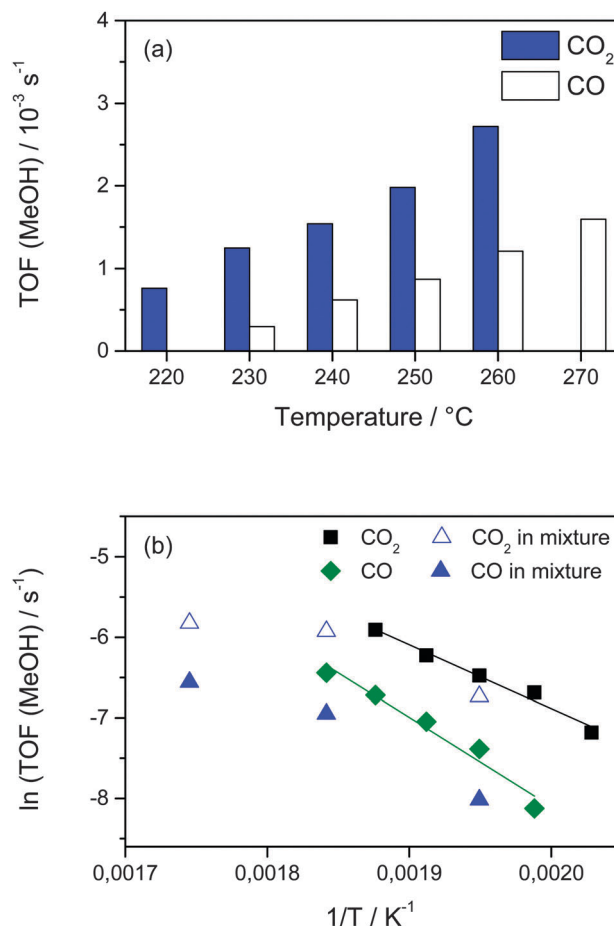 (a)
CO₂
CO
4
3
2
1
0
TOF (MeOH) / 10⁻³ s⁻¹
220 230 240 250 260 270
Temperature / °C
(b)
CO₂
CO₂ in mixture
CO
CO in mixture
-5
-6
-7
-8
ln (TOF (MeOH) / s⁻¹)
0,0017 0,0018 0,0019 0,0020
1/T / K⁻¹